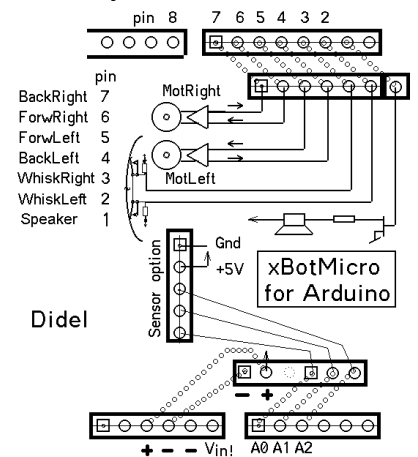 pin 8 7 6 5 4 3 2
pin
BackRight 7
ForwRight 6
ForwLeft 5
BackLeft 4
WhiskRight 3
WhiskLeft 2
Speaker 1
MotRight
MotLeft
Sensor option
Gnd
+5V
xBotMicro
for Arduino
Didel
- +
+ - - Vin! A0 A1 A2